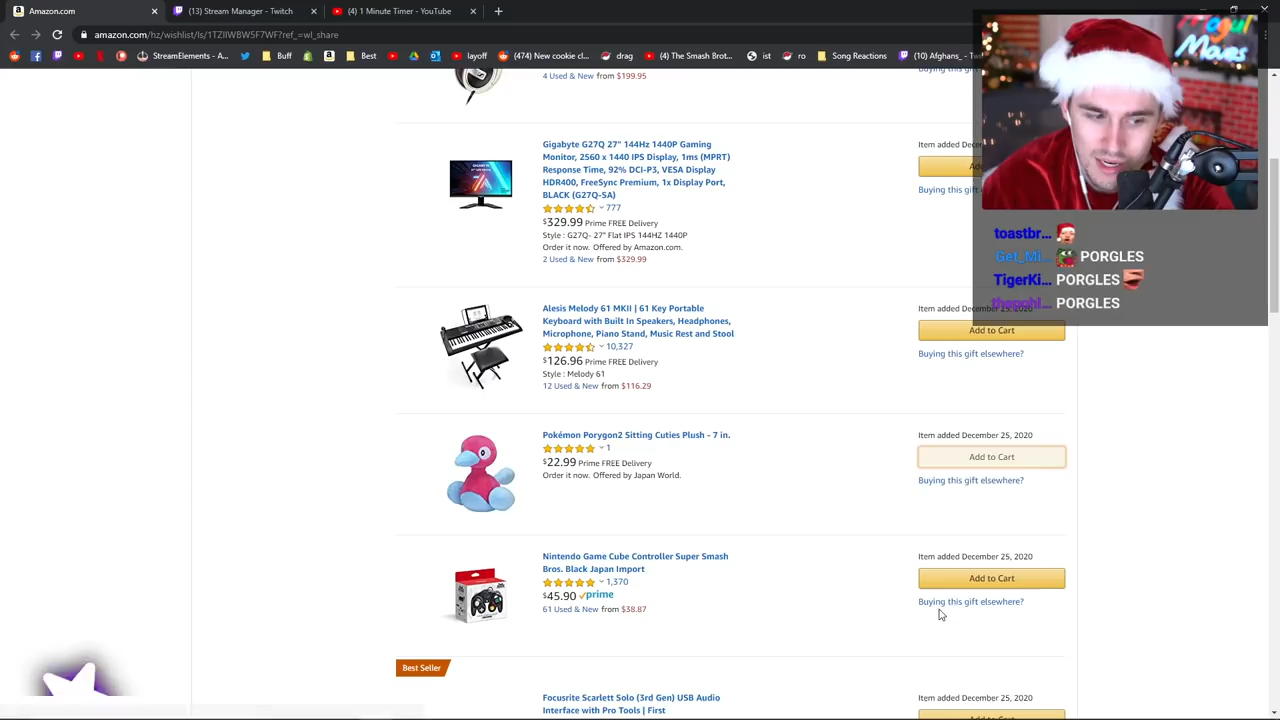 Amazon.com
(13) Stream Manager - Twitch
(4) 1 Minute Timer - YouTube
amazon.com/hz/wishlist/ls/1TZIIWBW5F7WF?ref_=wl_share
StreamElements -
Twitter
Best
layoff
(474) New cookie cl...
drag
(4) The Smash Brot...
ist
ro
Song Reactions
(10) Afghans_ - Tw
Mogul
Moves
4 Used & New from $199.95
Gigabyte G27Q 27" 144Hz 1440P Gaming
Monitor, 2560 x 1440 IPS Display, 1ms (MPRT)
Response Time, 92% DCI-P3, VESA Display
HDR400, FreeSync Premium, 1x Display Port,
BLACK (G27Q-SA)
777
$329.99 Prime FREE Delivery
Style : G27Q- 27" Flat IPS 144HZ 1440P
Order it now. Offered by Amazon.com.
2 Used & New from $329.99
Item added Dece
Buying this gift e
toastbr...
Get_Mi... PORGLES
TigerKi... PORGLES
PORGLES
Alesis Melody 61 MKII | 61 Key Portable
Keyboard with Built In Speakers, Headphones,
Microphone, Piano Stand, Music Rest and Stool
10,327
$126.96 Prime FREE Delivery
Style : Melody 61
12 Used & New from $116.29
Item added December 25, 2020
Add to Cart
Buying this gift elsewhere?
Pokémon Porygon2 Sitting Cuties Plush - 7 in.
1
$22.99 Prime FREE Delivery
Order it now. Offered by Japan World.
Item added December 25, 2020
Add to Cart
Buying this gift elsewhere?
Nintendo Game Cube Controller Super Smash
Bros. Black Japan Import
1,370
$45.90 prime
61 Used & New from $38.87
Item added December 25, 2020
Add to Cart
Buying this gift elsewhere?
Best Seller
Focusrite Scarlett Solo (3rd Gen) USB Audio
Interface with Pro Tools | First
Item added December 25, 2020
Add to Cart